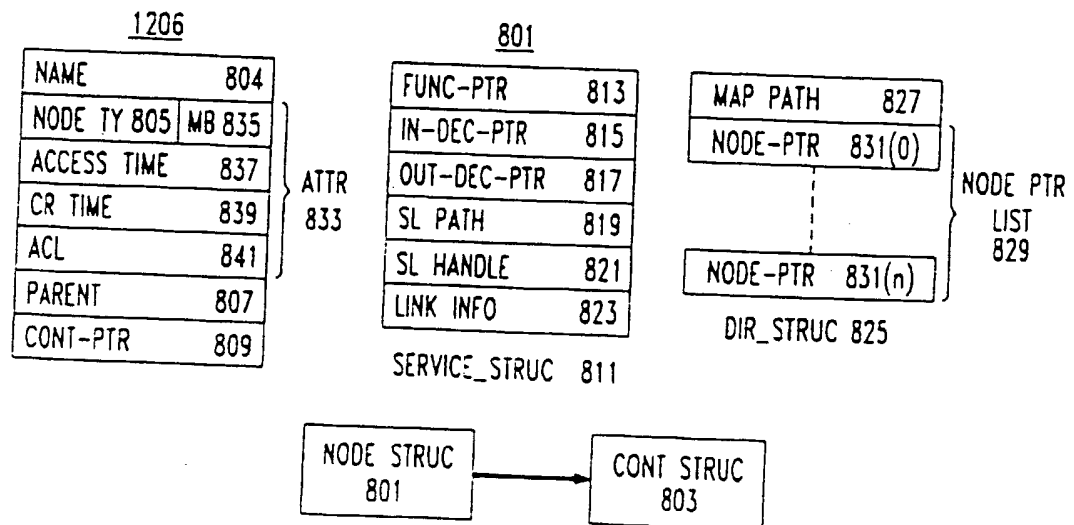 1206
NAME 804
NODE TY 805 MB 835
ACCESS TIME 837
CR TIME 839
ACL 841
PARENT 807
CONT-PTR 809
ATTR
833
801
FUNC-PTR 813
IN-DEC-PTR 815
OUT-DEC-PTR 817
SL PATH 819
SL HANDLE 821
LINK INFO 823
SERVICE_STRUC 811
MAP PATH 827
NODE-PTR 831(0)
NODE-PTR 831(n)
NODE PTR
LIST
829
DIR_STRUC 825
NODE STRUC
801
CONT STRUC
803